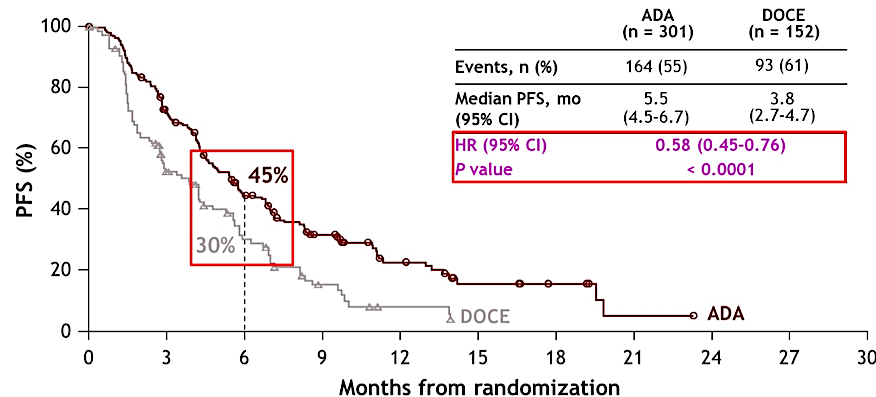 ADA DOCE
(n = 301) (n = 152)
Events, n (%) 164 (55) 93 (61)
Median PFS, mo 5.5 3.8
(95% CI) (4.5-6.7) (2.7-4.7)
HR (95% CI) 0.58 (0.45-0.76)
P value < 0.0001
PFS (%)
100
80
60
40
20
0
45%
30%
DOCE
ADA
0 3 6 9 12 15 18 21 24 27 30
Months from randomization